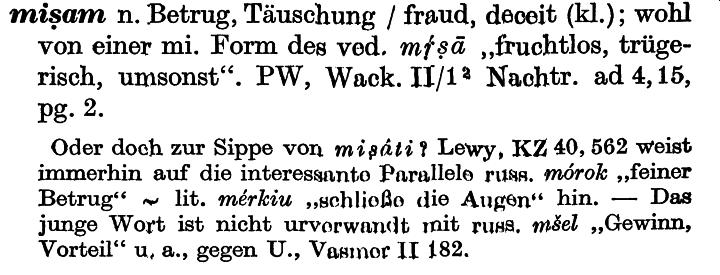 miṣam n. Betrug, Täuschung / fraud, deceit (kl.); wohl
von einer mi. Form des ved. mŕ̥ṣā „fruchtlos, trüge-
risch, umsonst“. PW, Wack. II/1² Nachtr. ad 4,15,
pg. 2.
Oder doch zur Sippe von miṣáti? Lewy, KZ 40, 562 weist
immerhin auf die interessante Parallele russ. mórok „feiner
Betrug“ ~ lit. mérkiu „schließe die Augen“ hin. — Das
junge Wort ist nicht urverwandt mit russ. mšel „Gewinn,
Vorteil“ u. a., gegen U., Vasmer II 182.